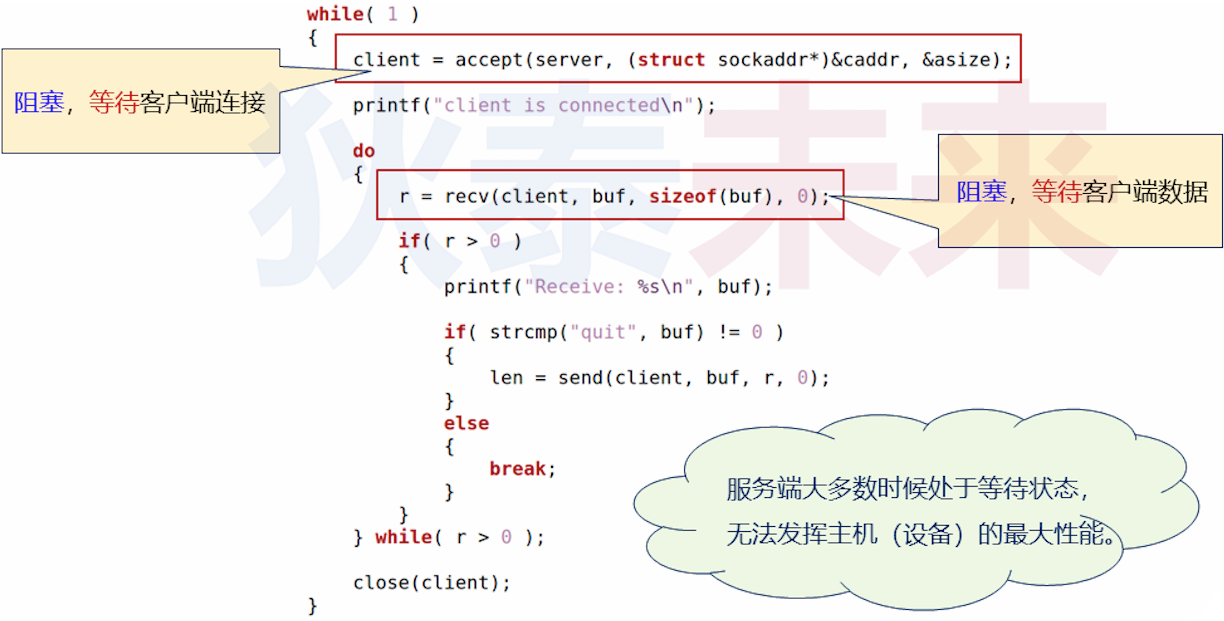 while( 1 )
{
client = accept(server, (struct sockaddr*)&caddr, &asize);
阻塞，等待客户端连接
printf("client is connected\n");
do
{
r = recv(client, buf, sizeof(buf), 0);
阻塞，等待客户端数据
if( r > 0 )
{
printf("Receive: %s\n", buf);
if( strcmp("quit", buf) != 0 )
{
len = send(client, buf, r, 0);
}
else
{
break;
}
}
} while( r > 0 );
close(client);
}
服务端大多数时候处于等待状态，
无法发挥主机（设备）的最大性能。
狄泰未来